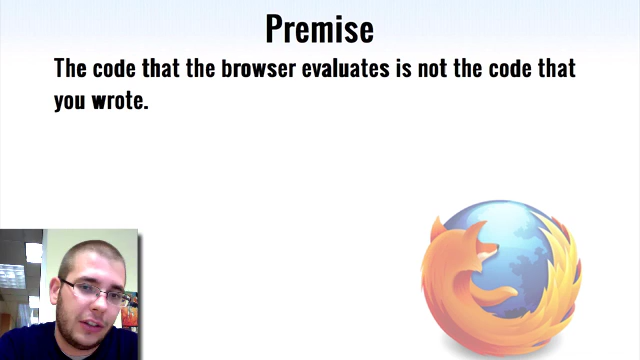 Premise
The code that the browser evaluates is not the code that
you wrote.